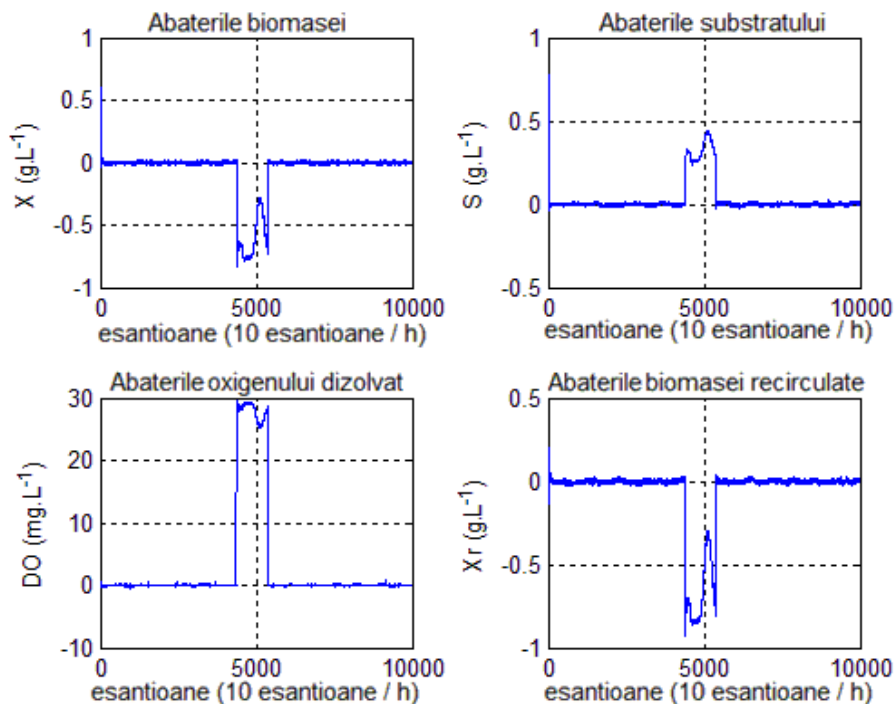 Abaterile biomasei
1
0.5
0
-0.5
-1
X (g.L-1)
0 5000 10000
esantioane (10 esantioane / h)
Abaterile substratului
1
0.5
0
-0.5
S (g.L-1)
0 5000 10000
esantioane (10 esantioane / h)
Abaterile oxigenului dizolvat
30
20
10
0
-10
DO (mg.L-1)
0 5000 10000
esantioane (10 esantioane / h)
Abaterile biomasei recirculate
0.5
0
-0.5
-1
Xr (g.L-1)
0 5000 10000
esantioane (10 esantioane / h)